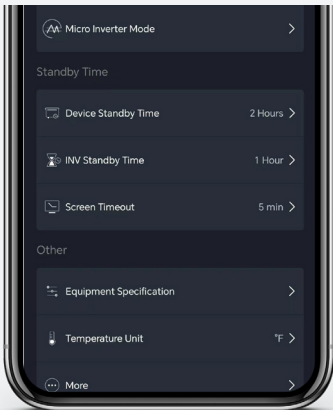 Micro Inverter Mode
Standby Time
Device Standby Time 2 Hours
INV Standby Time 1 Hour
Screen Timeout 5 min
Other
Equipment Specification
Temperature Unit °F
More